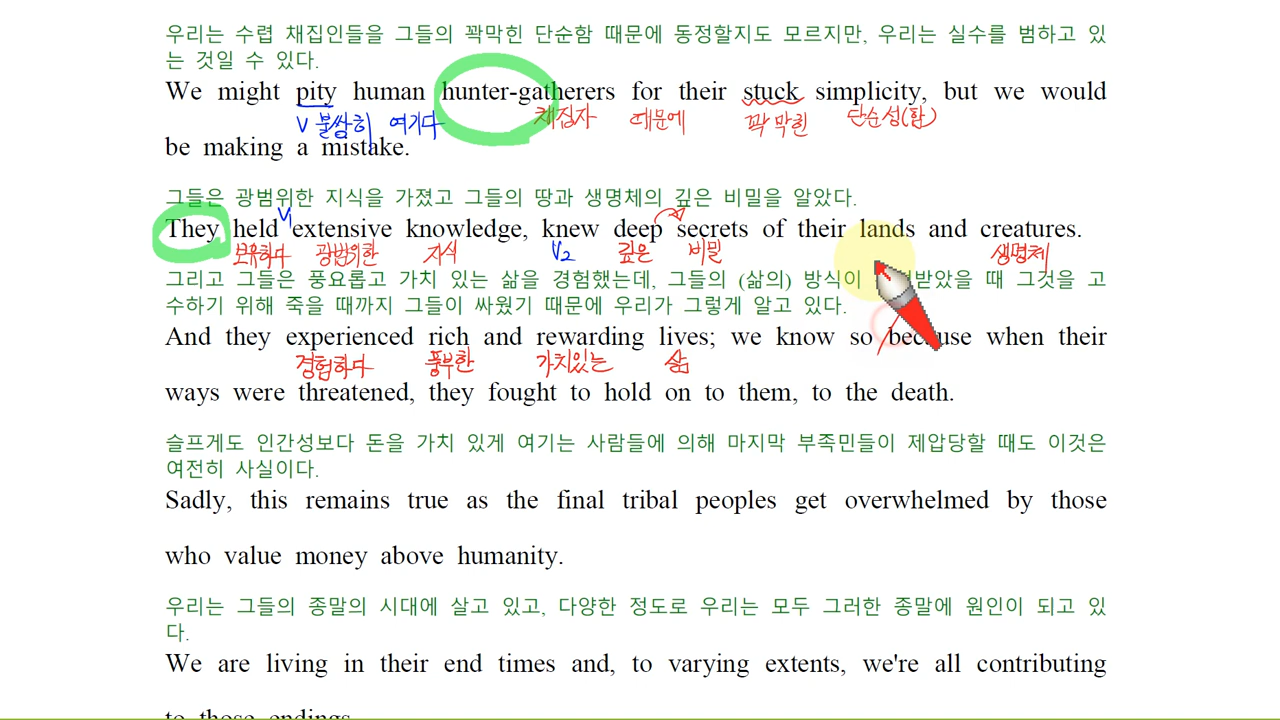 우리는 수렵 채집인들을 그들의 꽉막힌 단순함 때문에 동정할지도 모르지만, 우리는 실수를 범하고 있
는 것일 수 있다.
We might pity human hunter-gatherers for their stuck simplicity, but we would
V 불쌍히 여기다 채집자 때문에 꽉 막힌 단순성(함)
be making a mistake.
그들은 광범위한 지식을 가졌고 그들의 땅과 생명체의 깊은 비밀을 알았다.
V1
They held extensive knowledge, knew deep secrets of their lands and creatures.
보유하다 광범위한 지식 V2 깊은 비밀 생명체
그리고 그들은 풍요롭고 가치 있는 삶을 경험했는데, 그들의 (삶의) 방식이 받았을 때 그것을 고
수하기 위해 죽을 때까지 그들이 싸웠기 때문에 우리가 그렇게 알고 있다.
And they experienced rich and rewarding lives; we know so because when their
경험하다 풍부한 가치있는 삶
ways were threatened, they fought to hold on to them, to the death.
슬프게도 인간성보다 돈을 가치 있게 여기는 사람들에 의해 마지막 부족민들이 제압당할 때도 이것은
여전히 사실이다.
Sadly, this remains true as the final tribal peoples get overwhelmed by those
who value money above humanity.
우리는 그들의 종말의 시대에 살고 있고, 다양한 정도로 우리는 모두 그러한 종말에 원인이 되고 있
다.
We are living in their end times and, to varying extents, we're all contributing
to those endings.